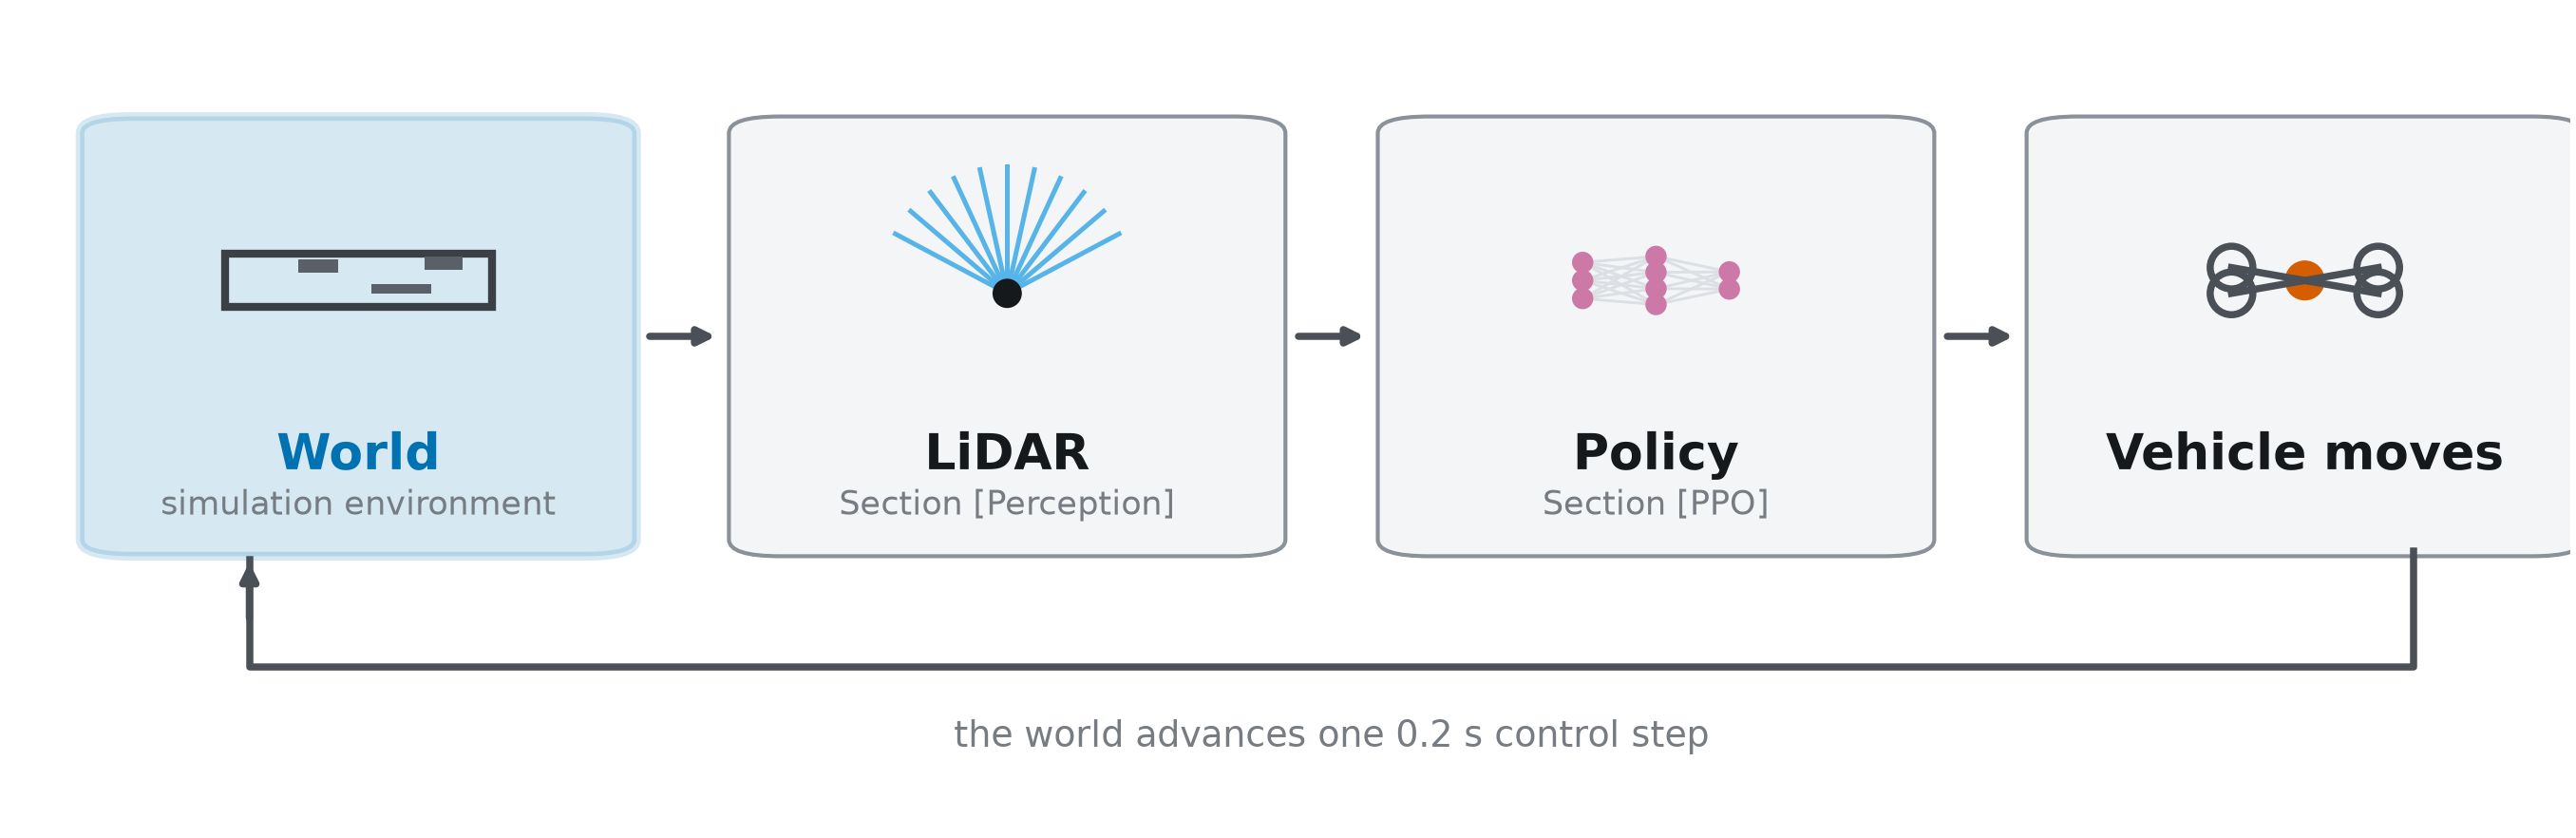 World
simulation environment
LiDAR
Section [Perception]
Policy
Section [PPO]
Vehicle moves
the world advances one 0.2 s control step